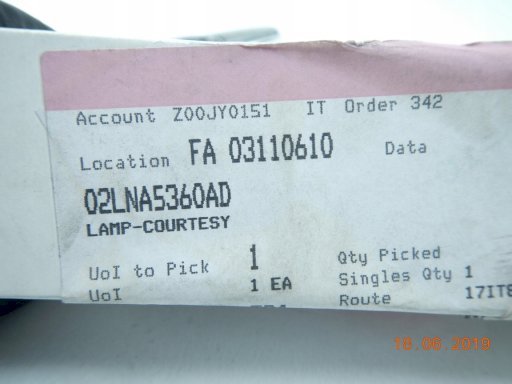 Account Z00JY0151 IT Order 342
Location FA 03110610 Data
02LNA5360AD
LAMP-COURTESY
UoI to Pick 1 Qty Picked
UoI 1 EA Singles Qty 1
Route 17IT8
18.06.2019